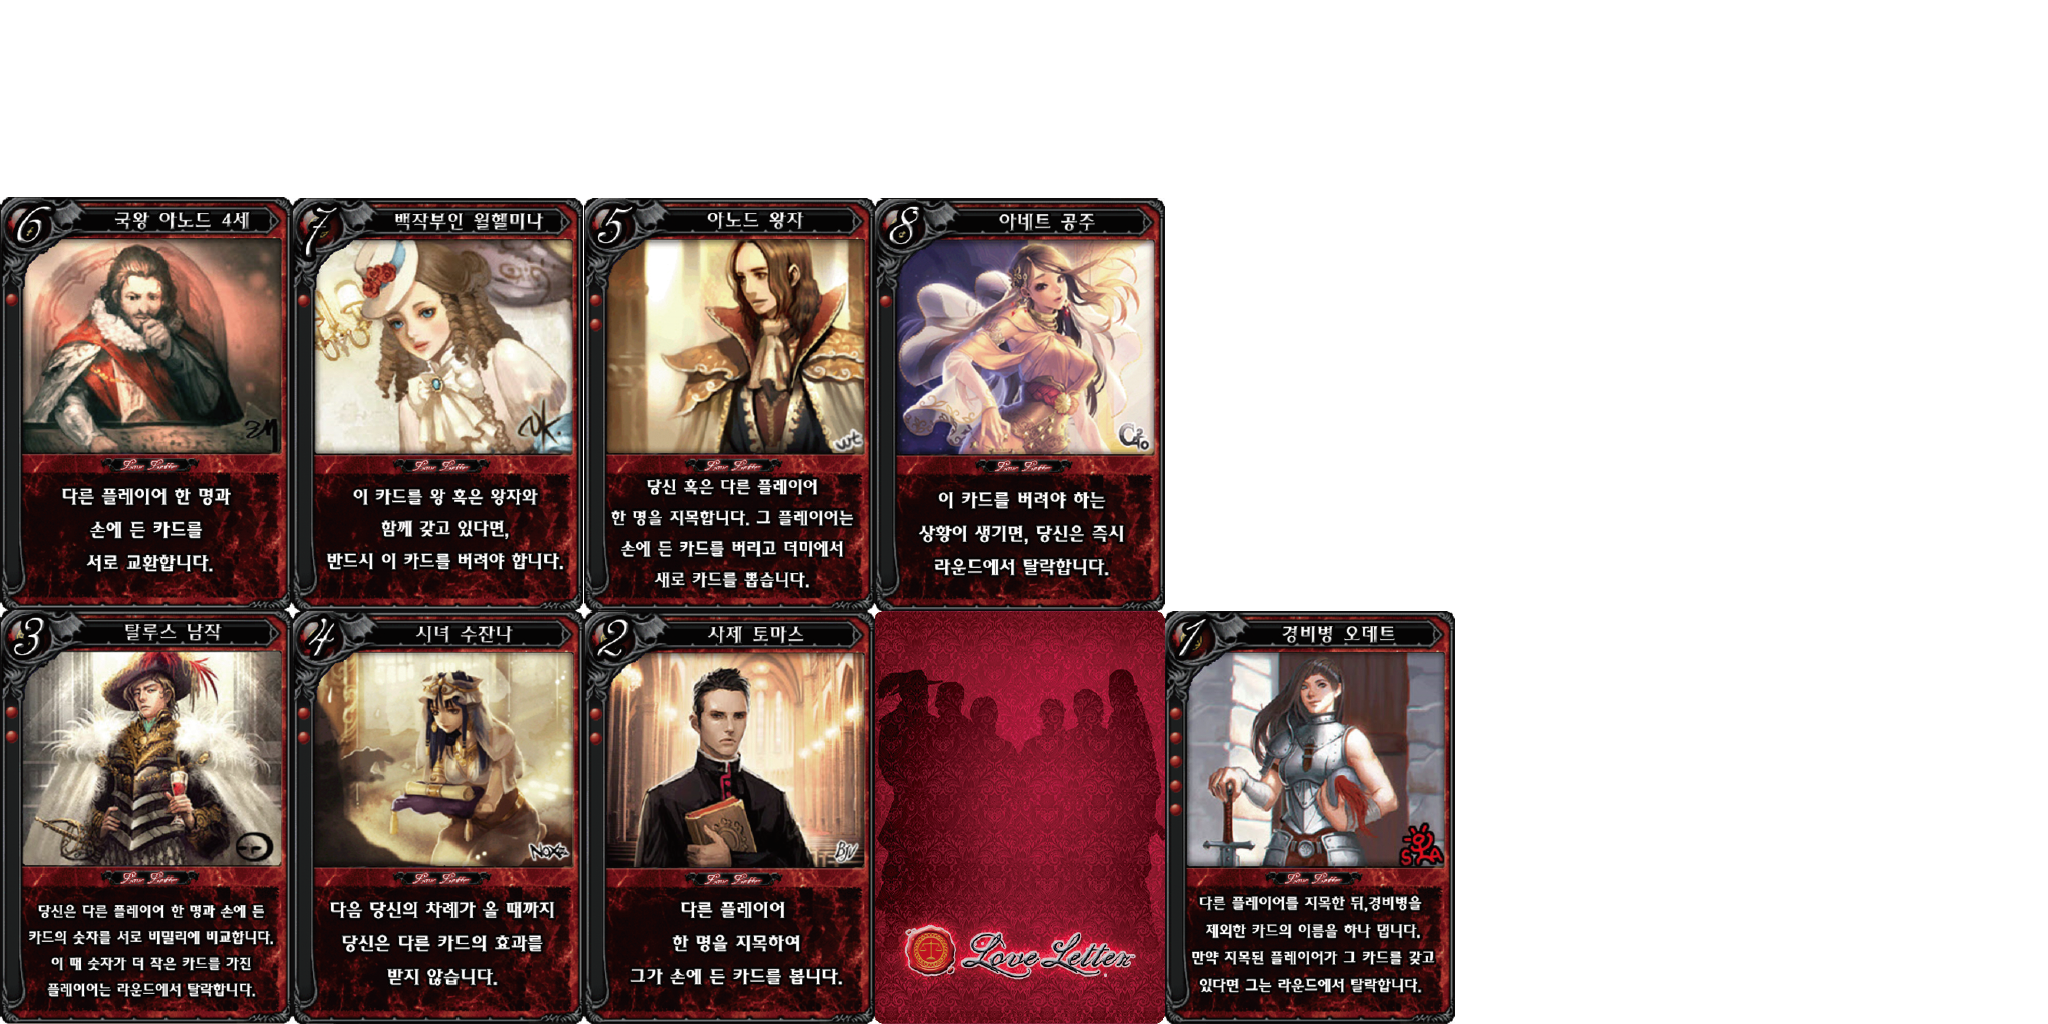 6
국왕 아노드 4세
Love Letter
다른 플레이어 한 명과
손에 든 카드를
서로 교환합니다.
7
백작부인 윌헬미나
VK.
Love Letter
이 카드를 왕 혹은 왕자와
함께 갖고 있다면,
반드시 이 카드를 버려야 합니다.
5
아노드 왕자
wt
Love Letter
당신 혹은 다른 플레이어
한 명을 지목합니다. 그 플레이어는
손에 든 카드를 버리고 더미에서
새로 카드를 뽑습니다.
8
아네트 공주
Love Letter
이 카드를 버려야 하는
상황이 생기면, 당신은 즉시
라운드에서 탈락합니다.
3
탈루스 남작
Love Letter
당신은 다른 플레이어 한 명과 손에 든
카드의 숫자를 서로 비밀리에 비교합니다.
이 때 숫자가 더 작은 카드를 가진
플레이어는 라운드에서 탈락합니다.
4
시녀 수잔나
Love Letter
다음 당신의 차례가 올 때까지
당신은 다른 카드의 효과를
받지 않습니다.
2
사제 토마스
Love Letter
다른 플레이어
한 명을 지목하여
그가 손에 든 카드를 봅니다.
Love Letter
1
경비병 오데트
Love Letter
다른 플레이어를 지목한 뒤,경비병을
제외한 카드의 이름을 하나 댑니다.
만약 지목된 플레이어가 그 카드를 갖고
있다면 그는 라운드에서 탈락합니다.